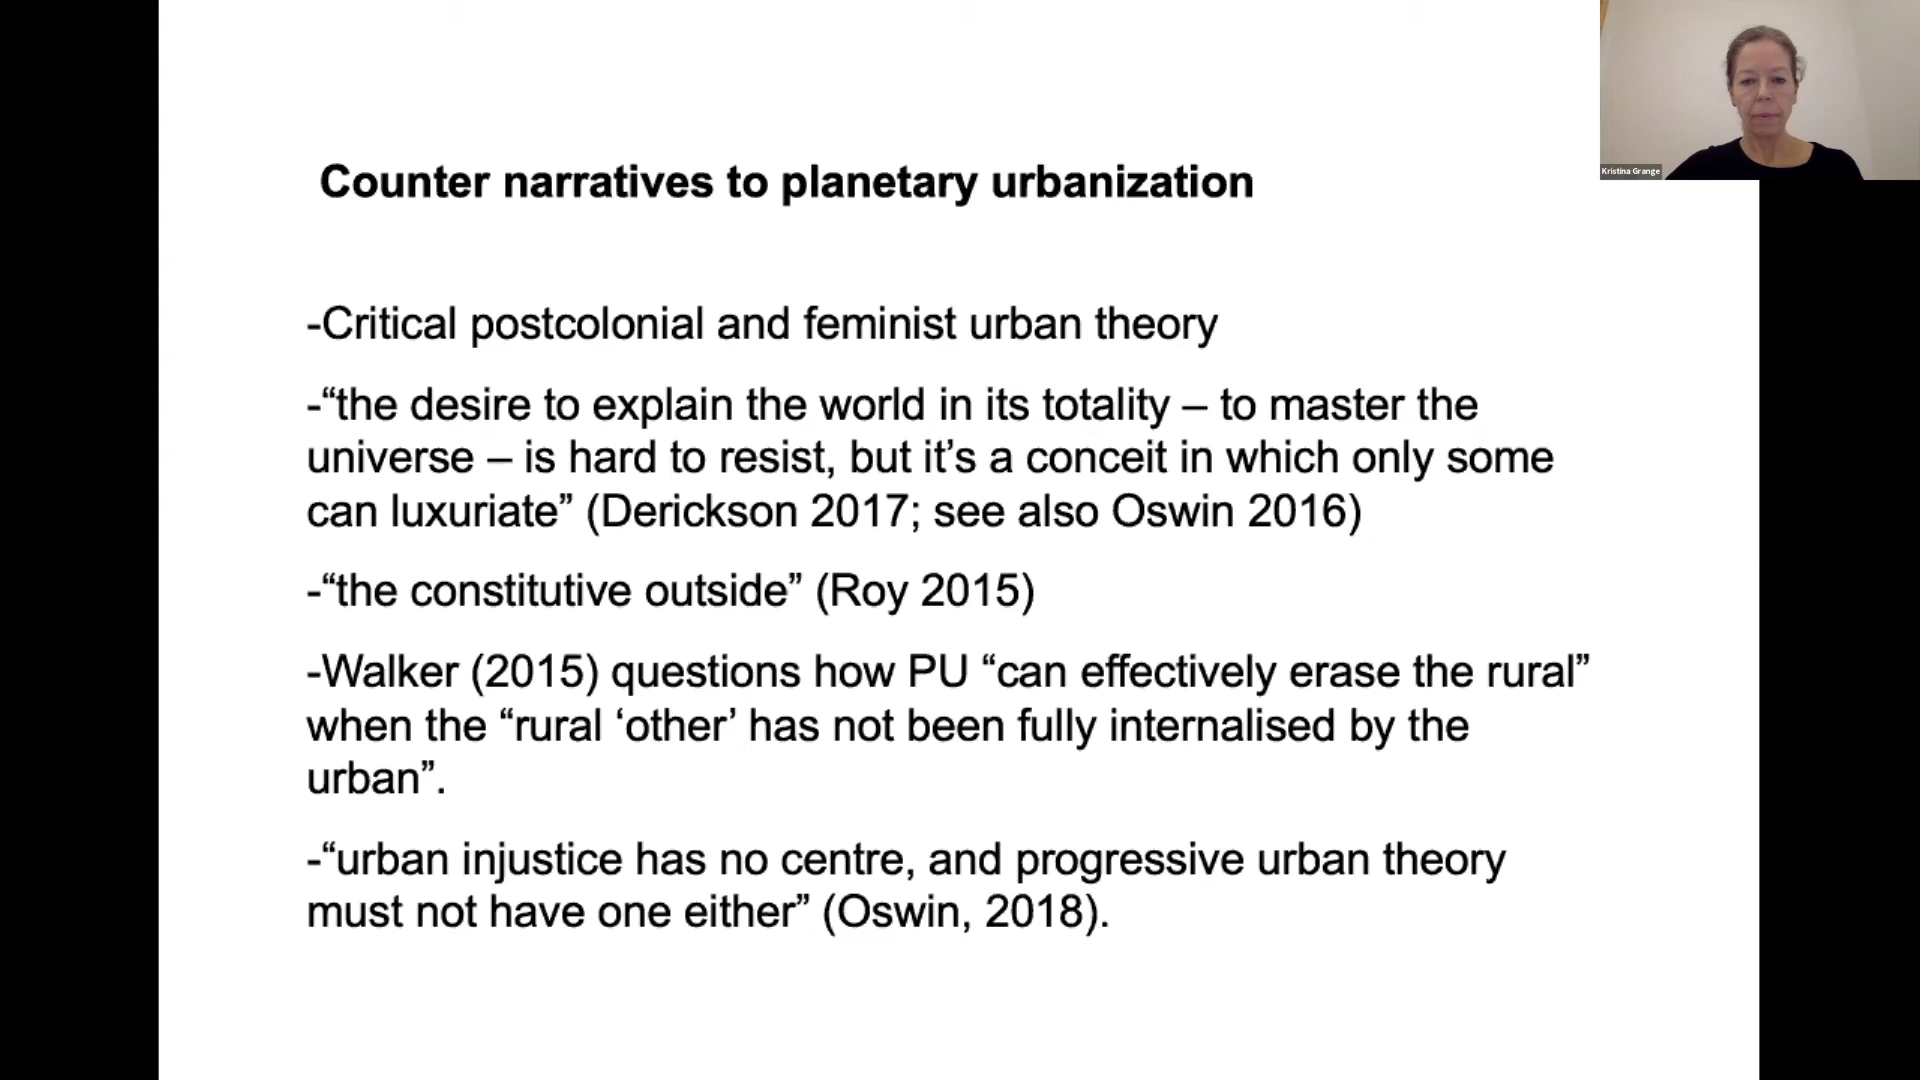 Counter narratives to planetary urbanization
-Critical postcolonial and feminist urban theory
-“the desire to explain the world in its totality – to master the
universe – is hard to resist, but it’s a conceit in which only some
can luxuriate” (Derickson 2017; see also Oswin 2016)
-“the constitutive outside” (Roy 2015)
-Walker (2015) questions how PU “can effectively erase the rural”
when the “rural ‘other’ has not been fully internalised by the
urban”.
-“urban injustice has no centre, and progressive urban theory
must not have one either” (Oswin, 2018).
Kristina Grange